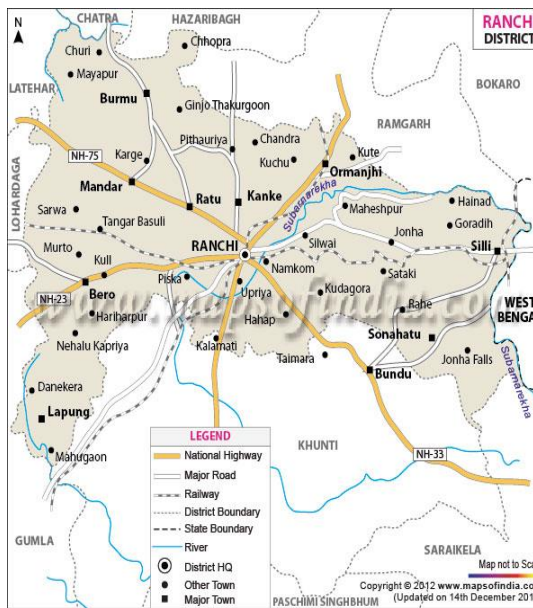 CHATRA
HAZARIBAGH
RANCHI
DISTRICT
N
Churi
Chhopra
Mayapur
LATEHAR
BOKARO
Burmu
Ginjo Thakurgoon
RAMGARH
Pithauriya
Chandra
Kute
NH-75
Karge
Kuchu
Ormanjhi
Mandar
Ratu
Kanke
LOHARDAGA
Subarnarekha
Hainad
Sarwa
Maheshpur
Tangar Basuli
Goradih
Silwai
Jonha
Murto
RANCHI
Silli
Kull
Namkom
Piska
Sataki
Bero
Upriya
Kudagora
NH-23
Rahe
WEST
BENGA
www.mapsofindia.com
Hariharpur
Hahap
Nehalu Kapriya
Kalamati
Sonahatu
Taimara
Jonha Falls
Subarnarekha
Bundu
Danekera
Lapung
Mahugaon
KHUNTI
NH-33
LEGEND
National Highway
Major Road
Railway
District Boundary
State Boundary
River
District HQ
Other Town
Major Town
GUMLA
SARAIKELA
Map not to Sca
Copyright © 2012 www.mapsofindia.co
(Updated on 14th December 201
PASCHIMI SINGHBHUM